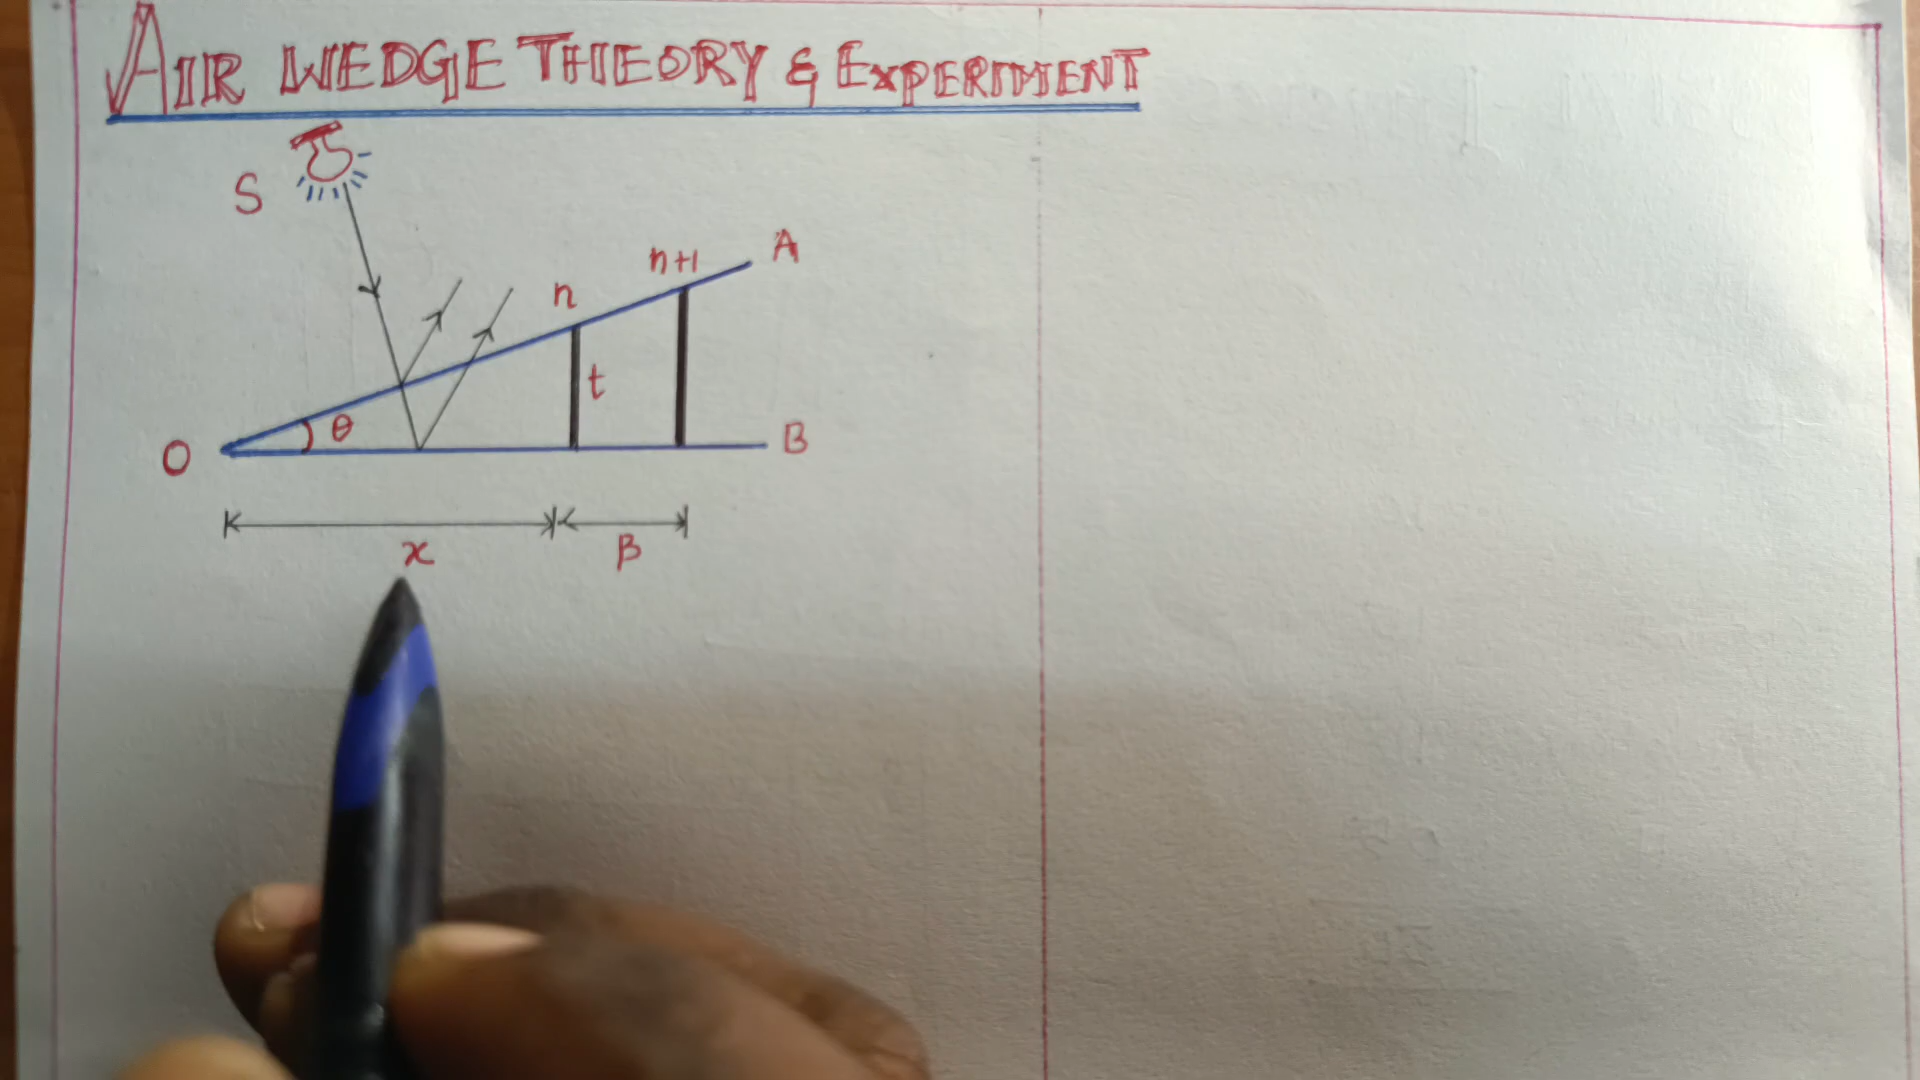 AIR WEDGE THEORY & EXPERIMENT
S
n+1 A
n
t
θ
O B
x β